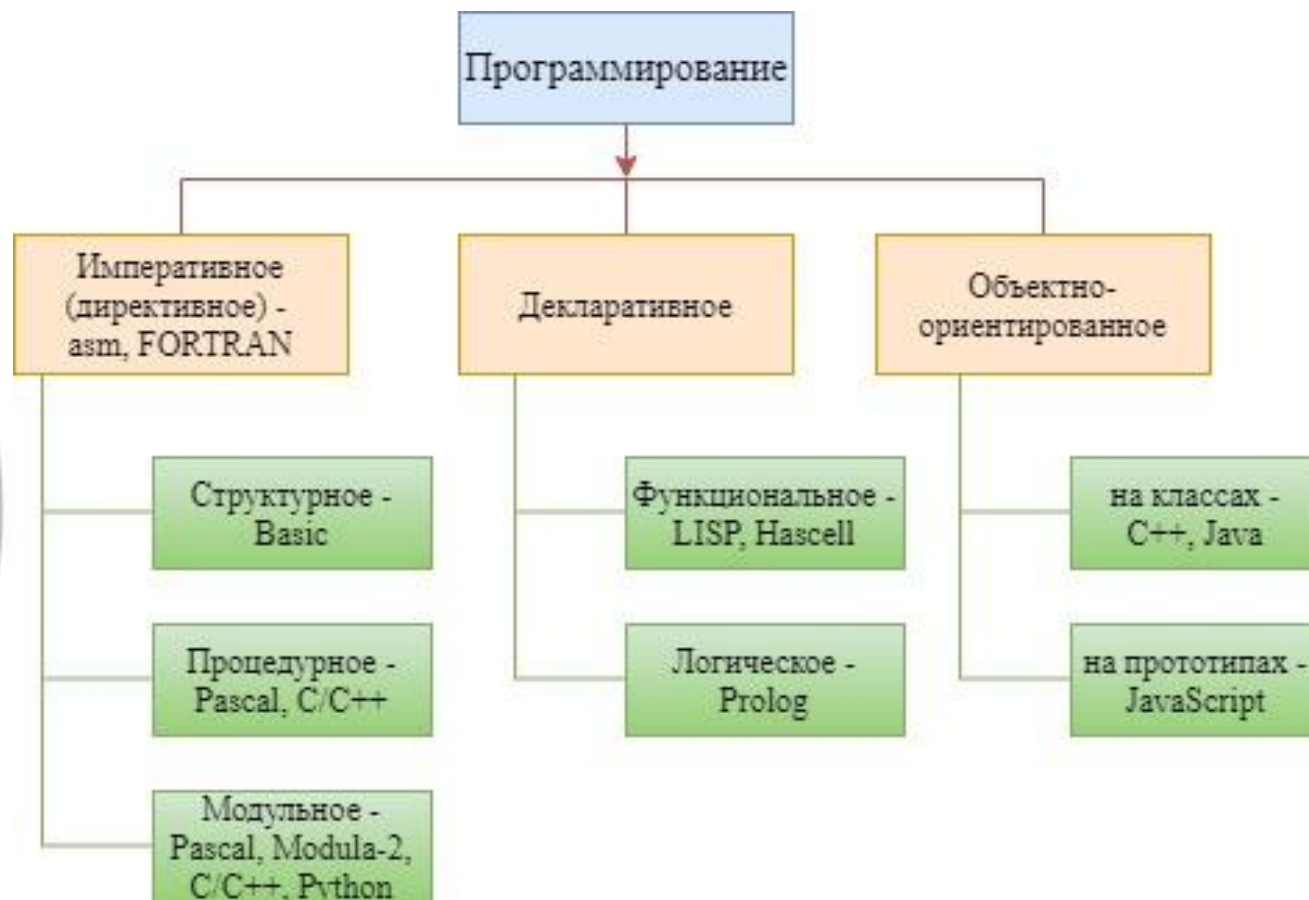 Программирование
Императивное
(директивное) -
asm, FORTRAN
Декларативное
Объектно-
ориентированное
Структурное -
Basic
Функциональное -
LISP, Hascell
на классах -
C++, Java
Процедурное -
Pascal, C/C++
Логическое -
Prolog
на прототипах -
JavaScript
Модульное -
Pascal, Modula-2,
C/C++, Python